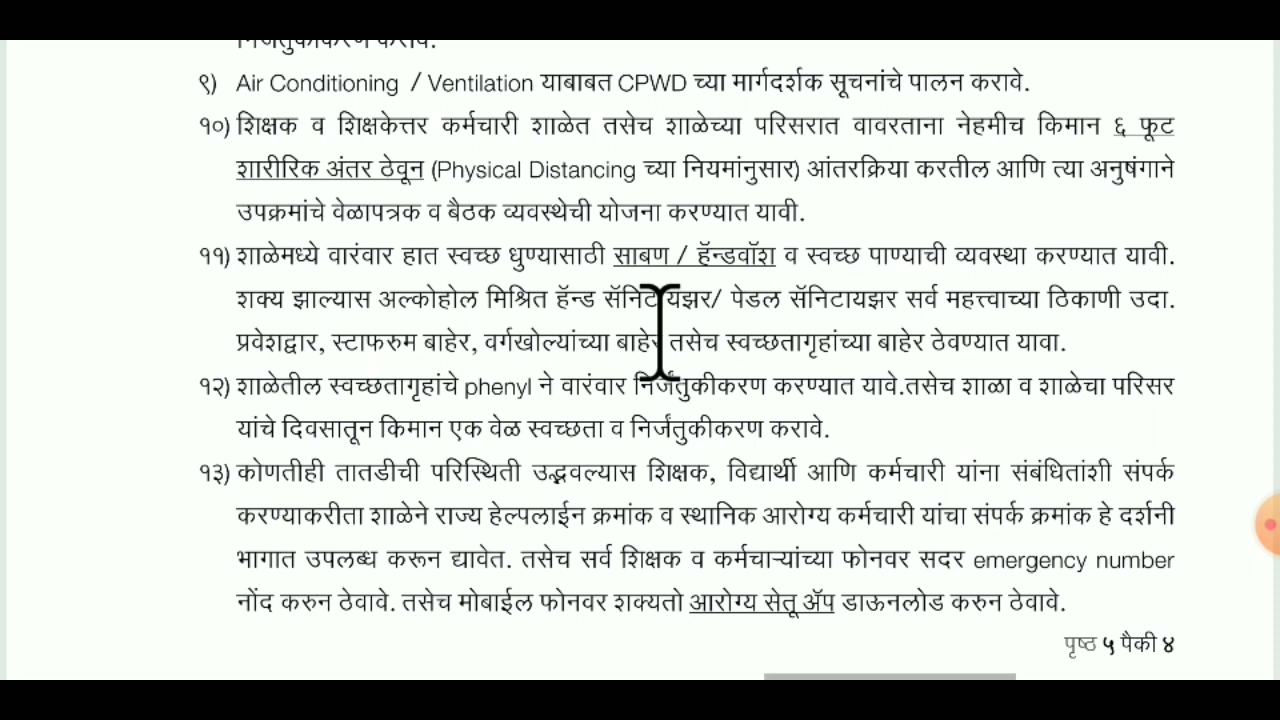 निर्जंतुकीकरण करावे.
९) Air Conditioning / Ventilation याबाबत CPWD च्या मार्गदर्शक सूचनांचे पालन करावे.
१०) शिक्षक व शिक्षकेत्तर कर्मचारी शाळेत तसेच शाळेच्या परिसरात वावरताना नेहमीच किमान ६ फूट
शारीरिक अंतर ठेवून (Physical Distancing च्या नियमांनुसार) आंतरक्रिया करतील आणि त्या अनुषंगाने
उपक्रमांचे वेळापत्रक व बैठक व्यवस्थेची योजना करण्यात यावी.
११) शाळेमध्ये वारंवार हात स्वच्छ धुण्यासाठी साबण / हॅन्डवॉश व स्वच्छ पाण्याची व्यवस्था करण्यात यावी.
शक्य झाल्यास अल्कोहोल मिश्रित हॅन्ड सॅनिटायझर/ पेडल सॅनिटायझर सर्व महत्त्वाच्या ठिकाणी उदा.
प्रवेशद्वार, स्टाफरुम बाहेर, वर्गखोल्यांच्या बाहेर तसेच स्वच्छतागृहांच्या बाहेर ठेवण्यात यावा.
१२) शाळेतील स्वच्छतागृहांचे phenyl ने वारंवार निर्जंतुकीकरण करण्यात यावे.तसेच शाळा व शाळेचा परिसर
यांचे दिवसातून किमान एक वेळ स्वच्छता व निर्जंतुकीकरण करावे.
१३) कोणतीही तातडीची परिस्थिती उद्भवल्यास शिक्षक, विद्यार्थी आणि कर्मचारी यांना संबंधितांशी संपर्क
करण्याकरीता शाळेने राज्य हेल्पलाईन क्रमांक व स्थानिक आरोग्य कर्मचारी यांचा संपर्क क्रमांक हे दर्शनी
भागात उपलब्ध करून द्यावेत. तसेच सर्व शिक्षक व कर्मचाऱ्यांच्या फोनवर सदर emergency number
नोंद करुन ठेवावे. तसेच मोबाईल फोनवर शक्यतो आरोग्य सेतू ॲप डाऊनलोड करुन ठेवावे.
पृष्ठ ५ पैकी ४